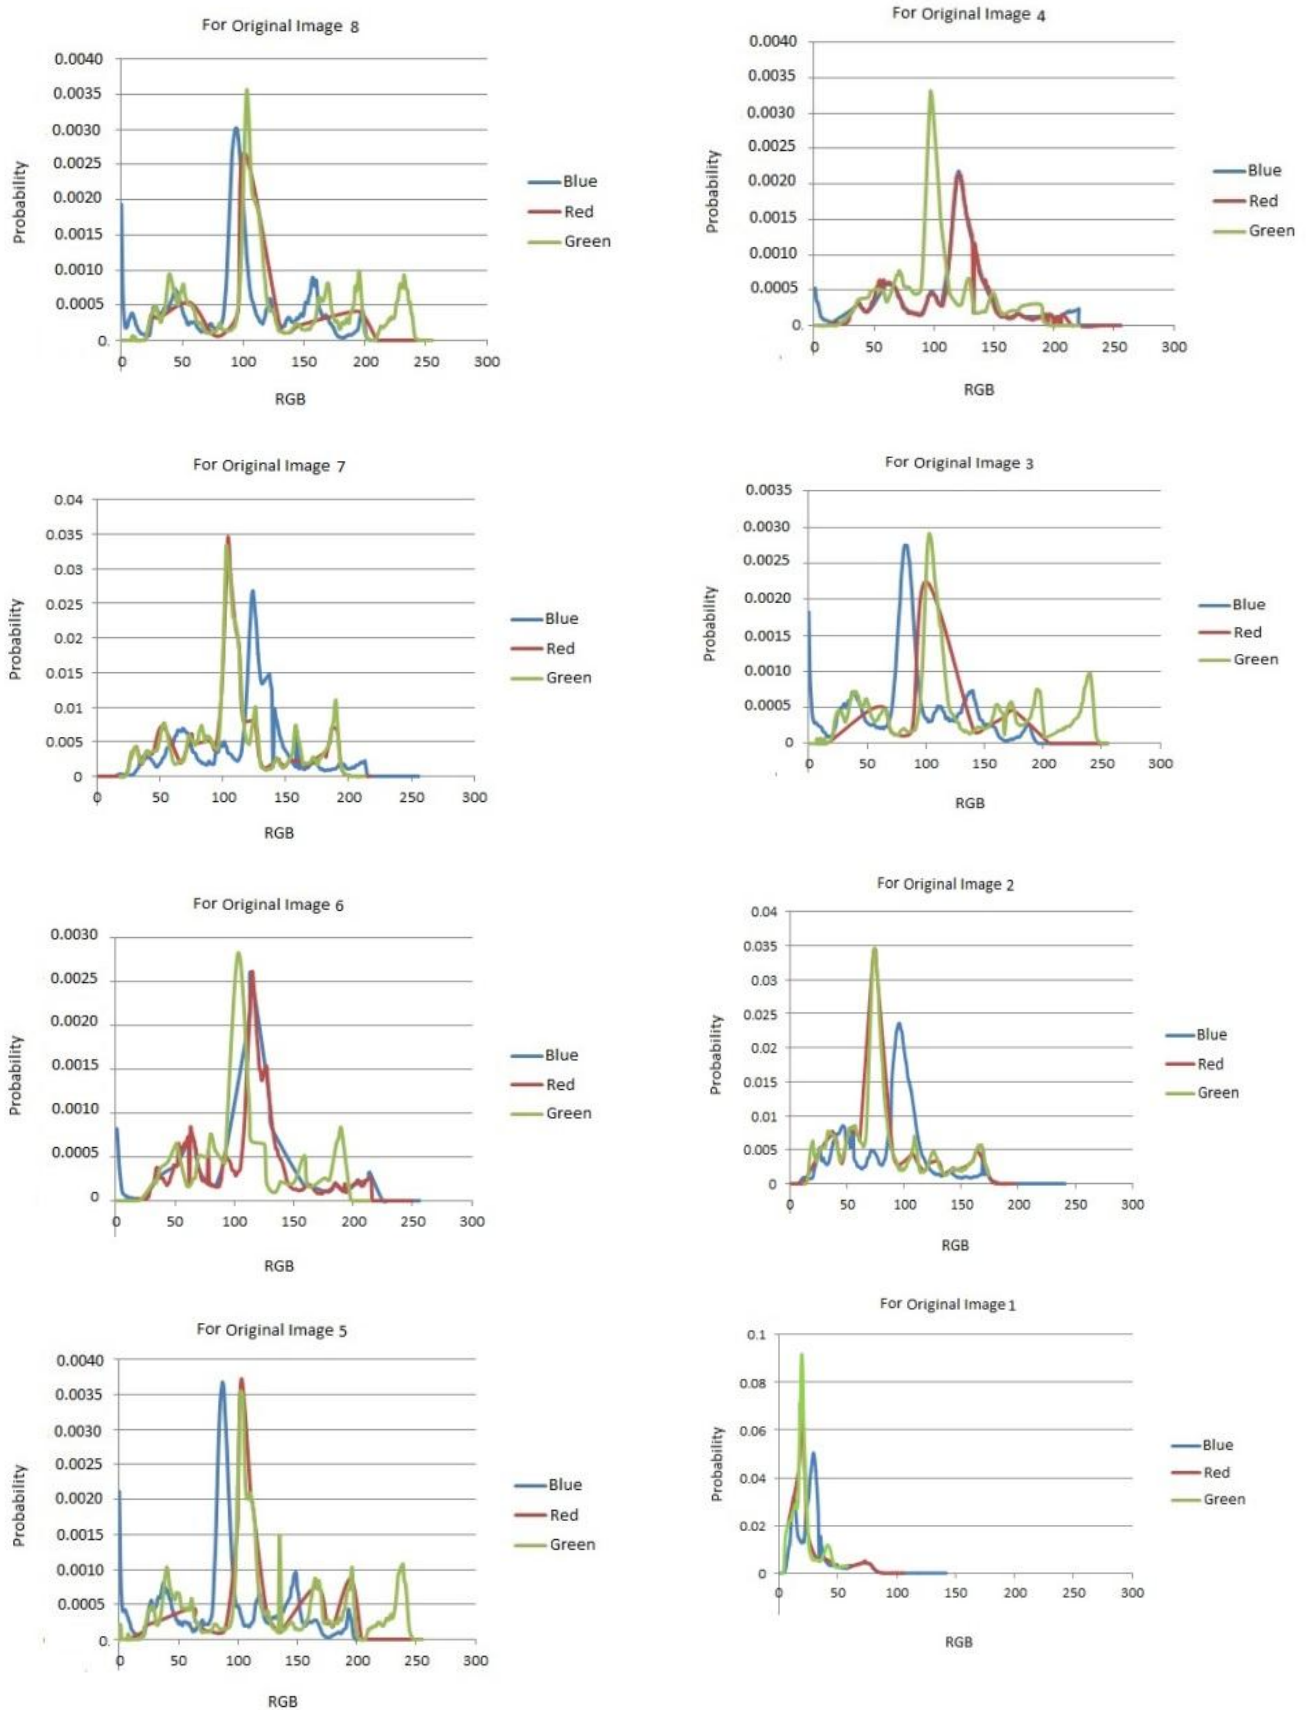 For Original Image 8
0.0040
0.0035
0.0030
0.0025
0.0020
0.0015
0.0010
0.0005
0.
0 50 100 150 200 250 300
Probability
RGB
Blue
Red
Green
For Original Image 4
0.0040
0.0035
0.0030
0.0025
0.0020
0.0015
0.0010
0.0005
0.
0 50 100 150 200 250 300
Probability
RGB
Blue
Red
Green
For Original Image 7
0.04
0.035
0.03
0.025
0.02
0.015
0.01
0.005
0
0 50 100 150 200 250 300
Probability
RGB
Blue
Red
Green
For Original Image 3
0.0035
0.0030
0.0025
0.0020
0.0015
0.0010
0.0005
0
0 50 100 150 200 250 300
Probability
RGB
Blue
Red
Green
For Original Image 6
0.0030
0.0025
0.0020
0.0015
0.0010
0.0005
0
0 50 100 150 200 250 300
Probability
RGB
Blue
Red
Green
For Original Image 2
0.04
0.035
0.03
0.025
0.02
0.015
0.01
0.005
0
0 50 100 150 200 250 300
Probability
RGB
Blue
Red
Green
For Original Image 5
0.0040
0.0035
0.0030
0.0025
0.0020
0.0015
0.0010
0.0005
0.
0 50 100 150 200 250 300
Probability
RGB
Blue
Red
Green
For Original Image 1
0.1
0.08
0.06
0.04
0.02
0
0 50 100 150 200 250 300
Probability
RGB
Blue
Red
Green